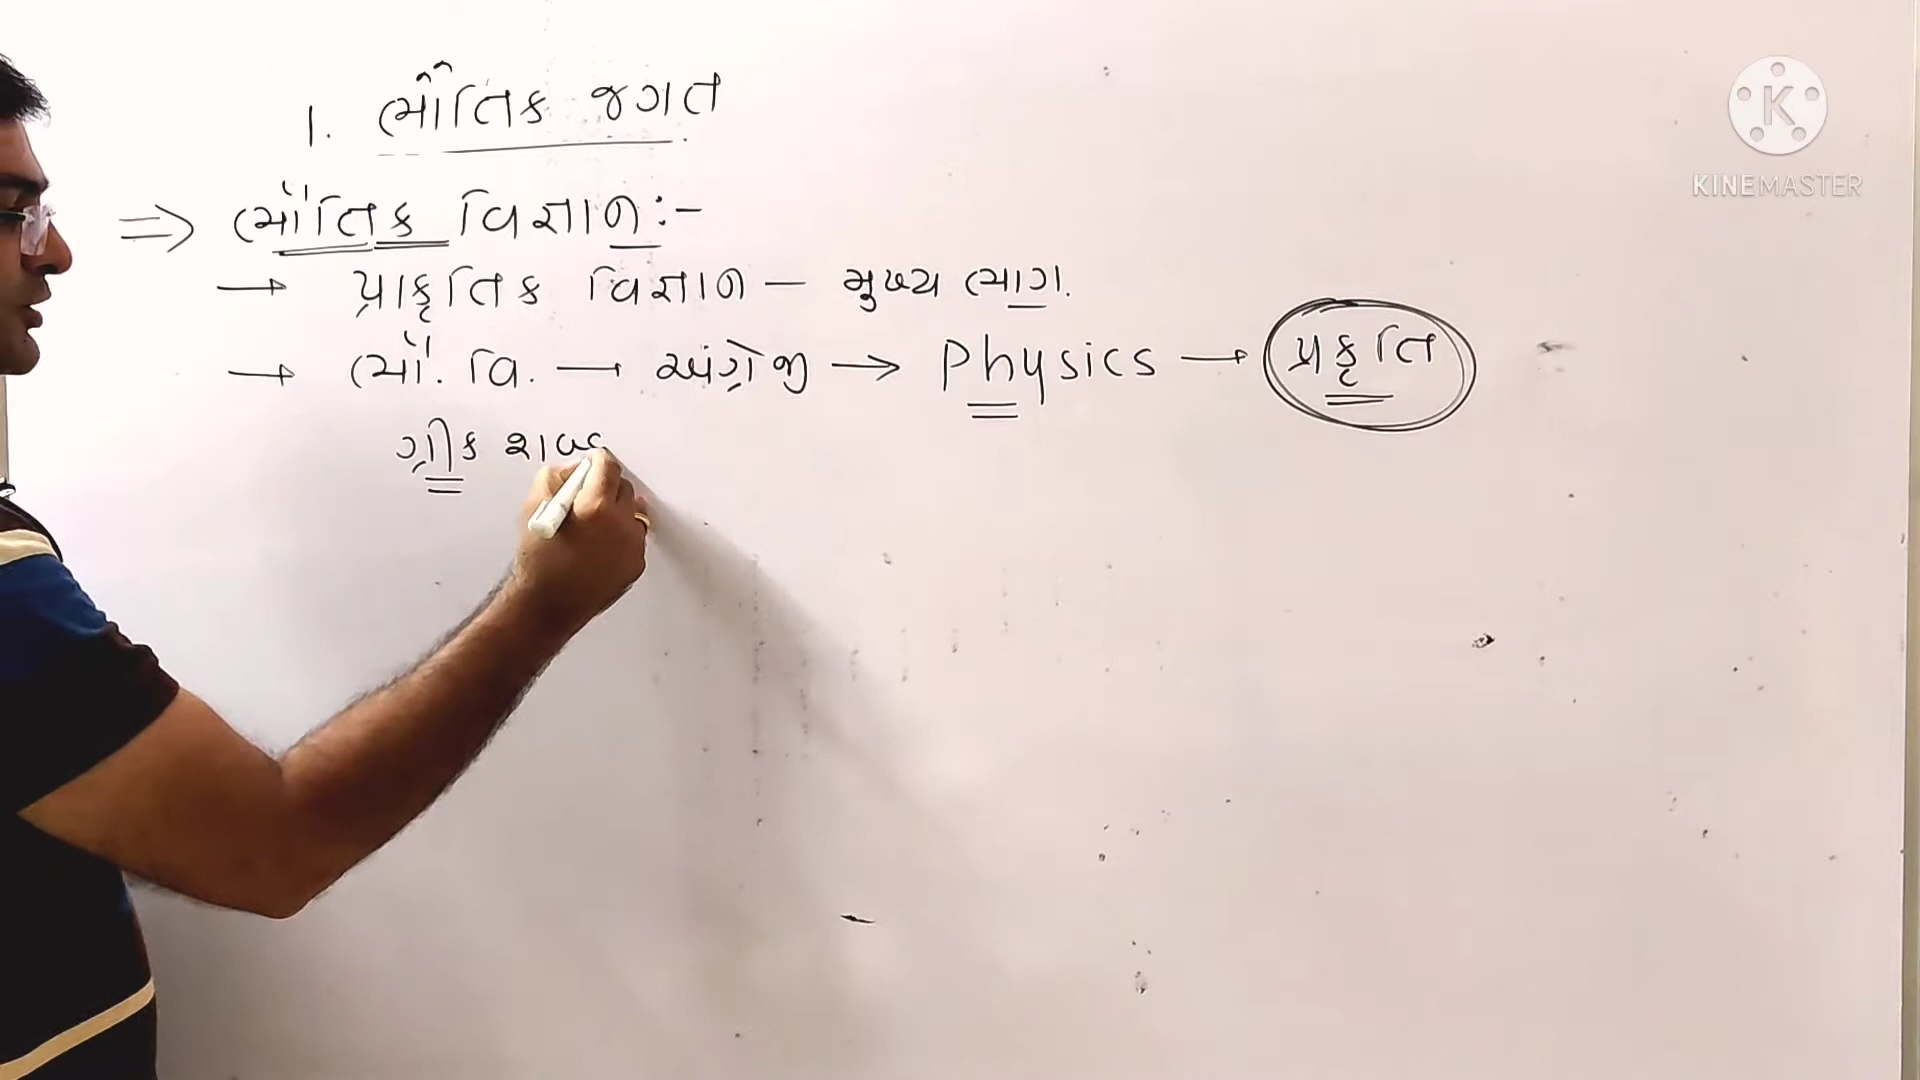 1. ભૌતિક જગત
⇒ ભૌતિક વિજ્ઞાન :-
→ પ્રાકૃતિક વિજ્ઞાન – મુખ્ય ભાગ.
→ ભૌ. વિ. → અંગ્રેજી → Physics → પ્રકૃતિ
ગ્રીક શબ્દ
KINEMASTER